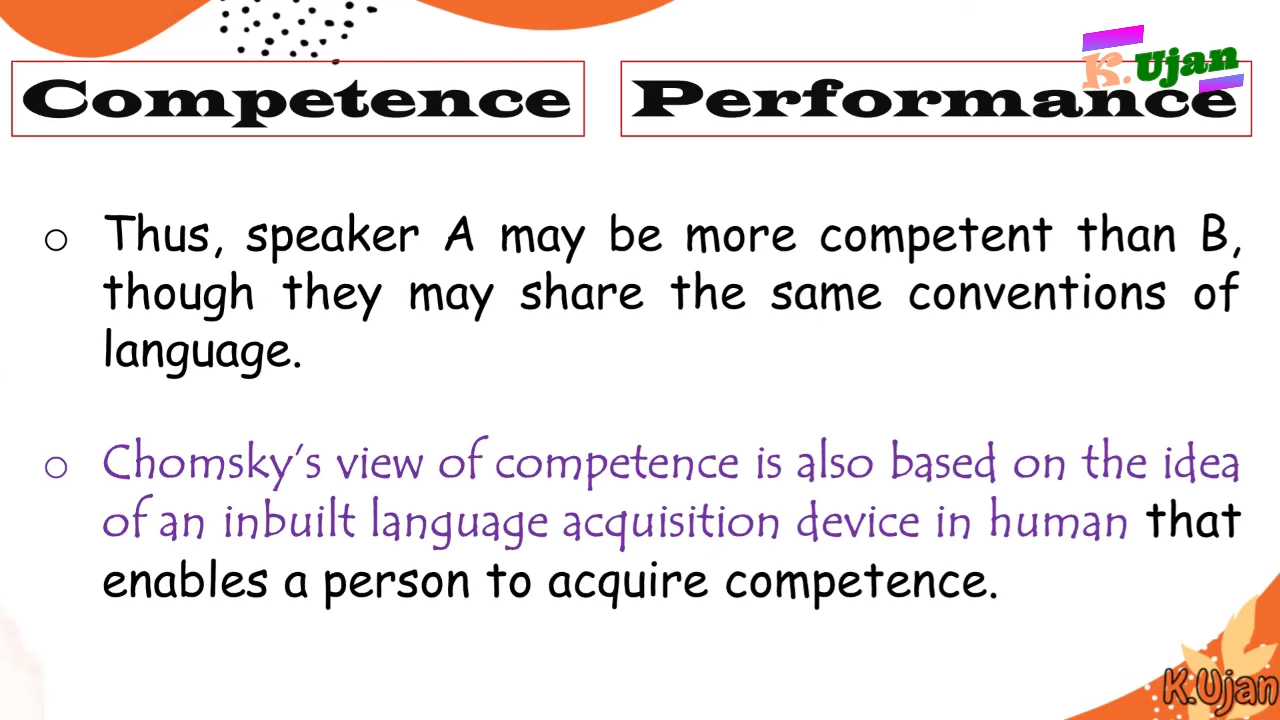 Competence
Performance
K.Ujan
Thus, speaker A may be more competent than B,
though they may share the same conventions of
language.
Chomsky's view of competence is also based on the idea
of an inbuilt language acquisition device in human that
enables a person to acquire competence.
K.Ujan